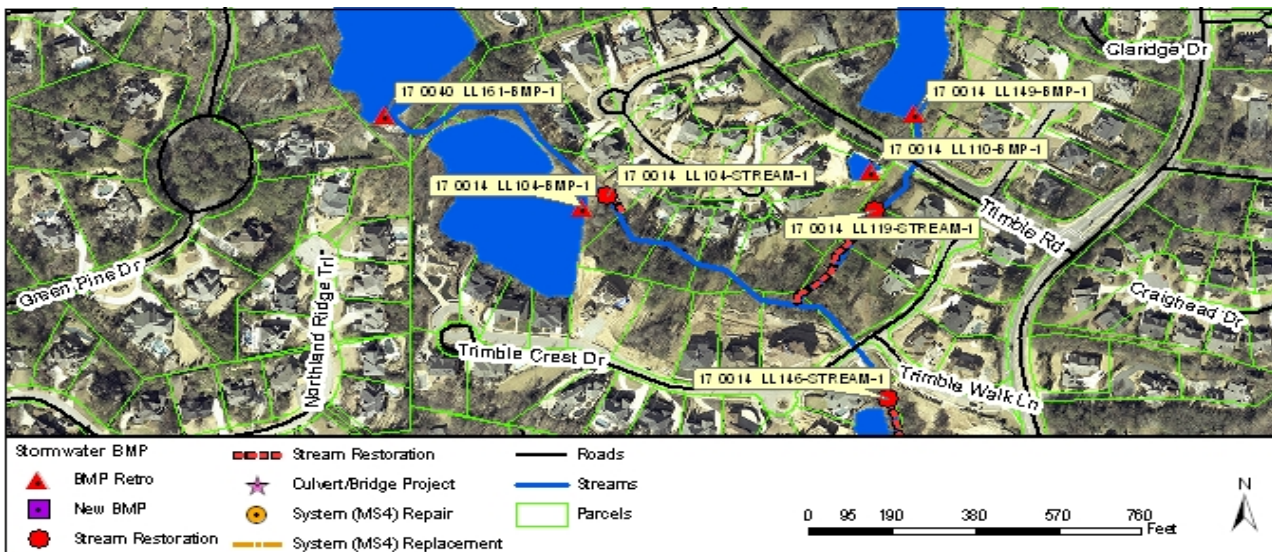 Claridge Dr
17 0040 LL161-BMP-1
17 0014 LL149-BMP-1
17 0014 LL110-BMP-1
17 0014 LL104-STREAM-1
17 0014 LL104-BMP-1
17 0014 LL119-STREAM-1
Trimble Rd
Green Pine Dr
Northland Ridge Trl
Craighead Dr
Trimble Crest Dr
17 0014 LL146-STREAM-1
Trimble Walk Ln
Stormwater BMP
BMP Retro
New BMP
Stream Restoration
Stream Restoration
Culvert/Bridge Project
System (MS4) Repair
System (MS4) Replacement
Roads
Streams
Parcels
N
0 95 190 380 570 760
Feet